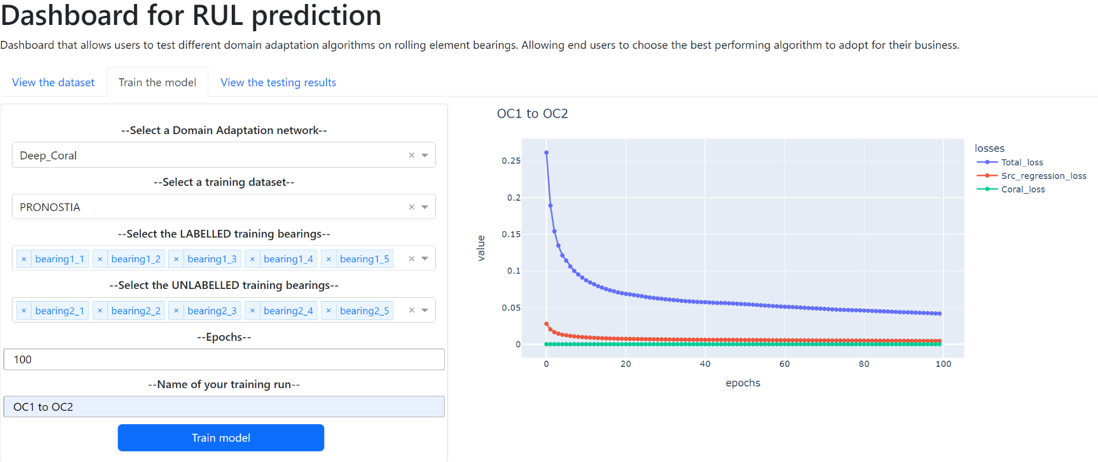 Dashboard for RUL prediction
Dashboard that allows users to test different domain adaptation algorithms on rolling element bearings. Allowing end users to choose the best performing algorithm to adopt for their business.
View the dataset Train the model View the testing results
--Select a Domain Adaptation network--
Deep_Coral × 
--Select a training dataset--
PRONOSTIA ×
--Select the LABELLED training bearings--
× bearing1_1 × bearing1_2 × bearing1_3 × bearing1_4 × bearing1_5 ×
--Select the UNLABELLED training bearings--
× bearing2_1 × bearing2_2 × bearing2_3 × bearing2_4 × bearing2_5 ×
--Epochs--
100
--Name of your training run--
OC1 to OC2
Train model
OC1 to OC2
value
0.25
0.2
0.15
0.1
0.05
0
0 20 40 60 80 100
epochs
losses
Total_loss
Src_regression_loss
Coral_loss